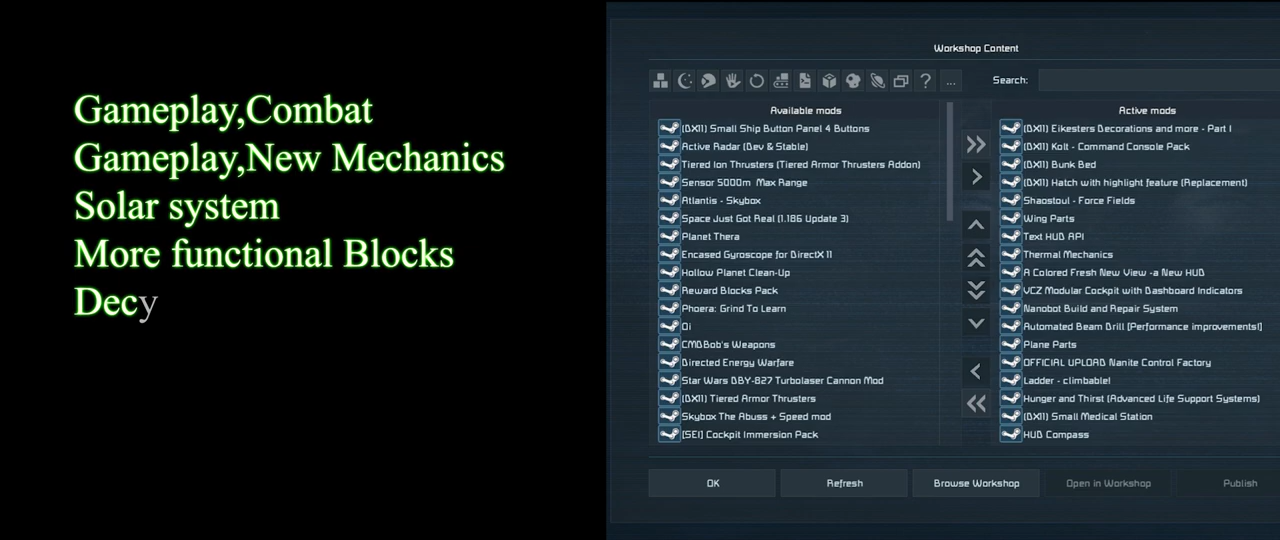 Gameplay,Combat
Gameplay,New Mechanics
Solar system
More functional Blocks
Decy
Workshop Content
? ... Search:
Available mods
(DX11) Small Ship Button Panel 4 Buttons
Active Radar (Dev & Stable)
Tiered Ion Thrusters (Tiered Armor Thrusters Addon)
Sensor 5000m Max Range
Atlantis - Skybox
Space Just Got Real (1.186 Update 3)
Planet Thera
Encased Gyroscope for DirectX 11
Hollow Planet Clean-Up
Reward Blocks Pack
Phoera: Grind To Learn
Oi
CMDBob's Weapons
Directed Energy Warfare
Star Wars DBY-827 Turbolaser Cannon Mod
(DX11) Tiered Armor Thrusters
Skybox The Abuss + Speed mod
[SEI] Cockpit Immersion Pack
Active mods
(DX11) Eikesters Decorations and more - Part 1
(DX11) Kolt - Command Console Pack
(DX11) Bunk Bed
(DX11) Hatch with highlight feature (Replacement)
Shaostoul - Force Fields
Wing Parts
Text HUD API
Thermal Mechanics
A Colored Fresh New View -a New HUD
VCZ Modular Cockpit with Dashboard Indicators
Nanobot Build and Repair System
Automated Beam Drill [Performance improvements!]
Plane Parts
OFFICIAL UPLOAD Nanite Control Factory
Ladder - climbable!
Hunger and Thirst (Advanced Life Support Systems)
(DX11) Small Medical Station
HUD Compass
OK Refresh Browse Workshop Open in Workshop Publish